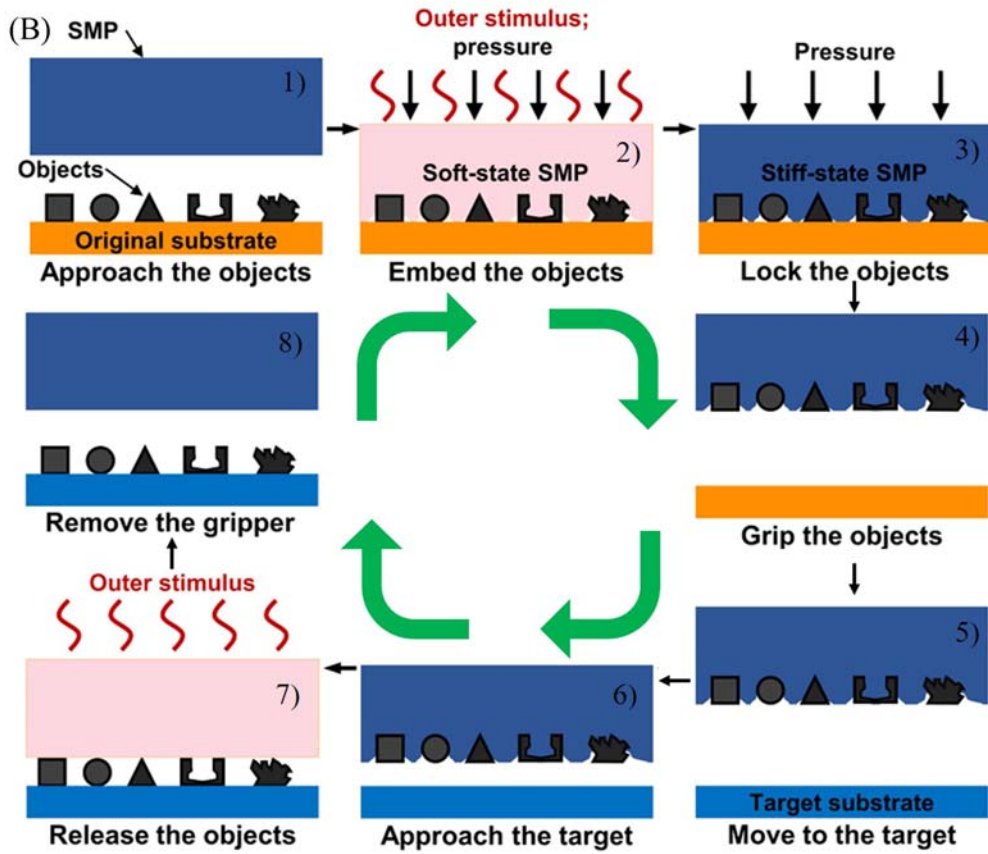 (B)
SMP
1)
Objects
Original substrate
Approach the objects
Outer stimulus;
pressure
2)
Soft-state SMP
Embed the objects
Pressure
3)
Stiff-state SMP
Lock the objects
4)
Grip the objects
5)
Target substrate
Move to the target
6)
Approach the target
Outer stimulus
7)
Release the objects
8)
Remove the gripper